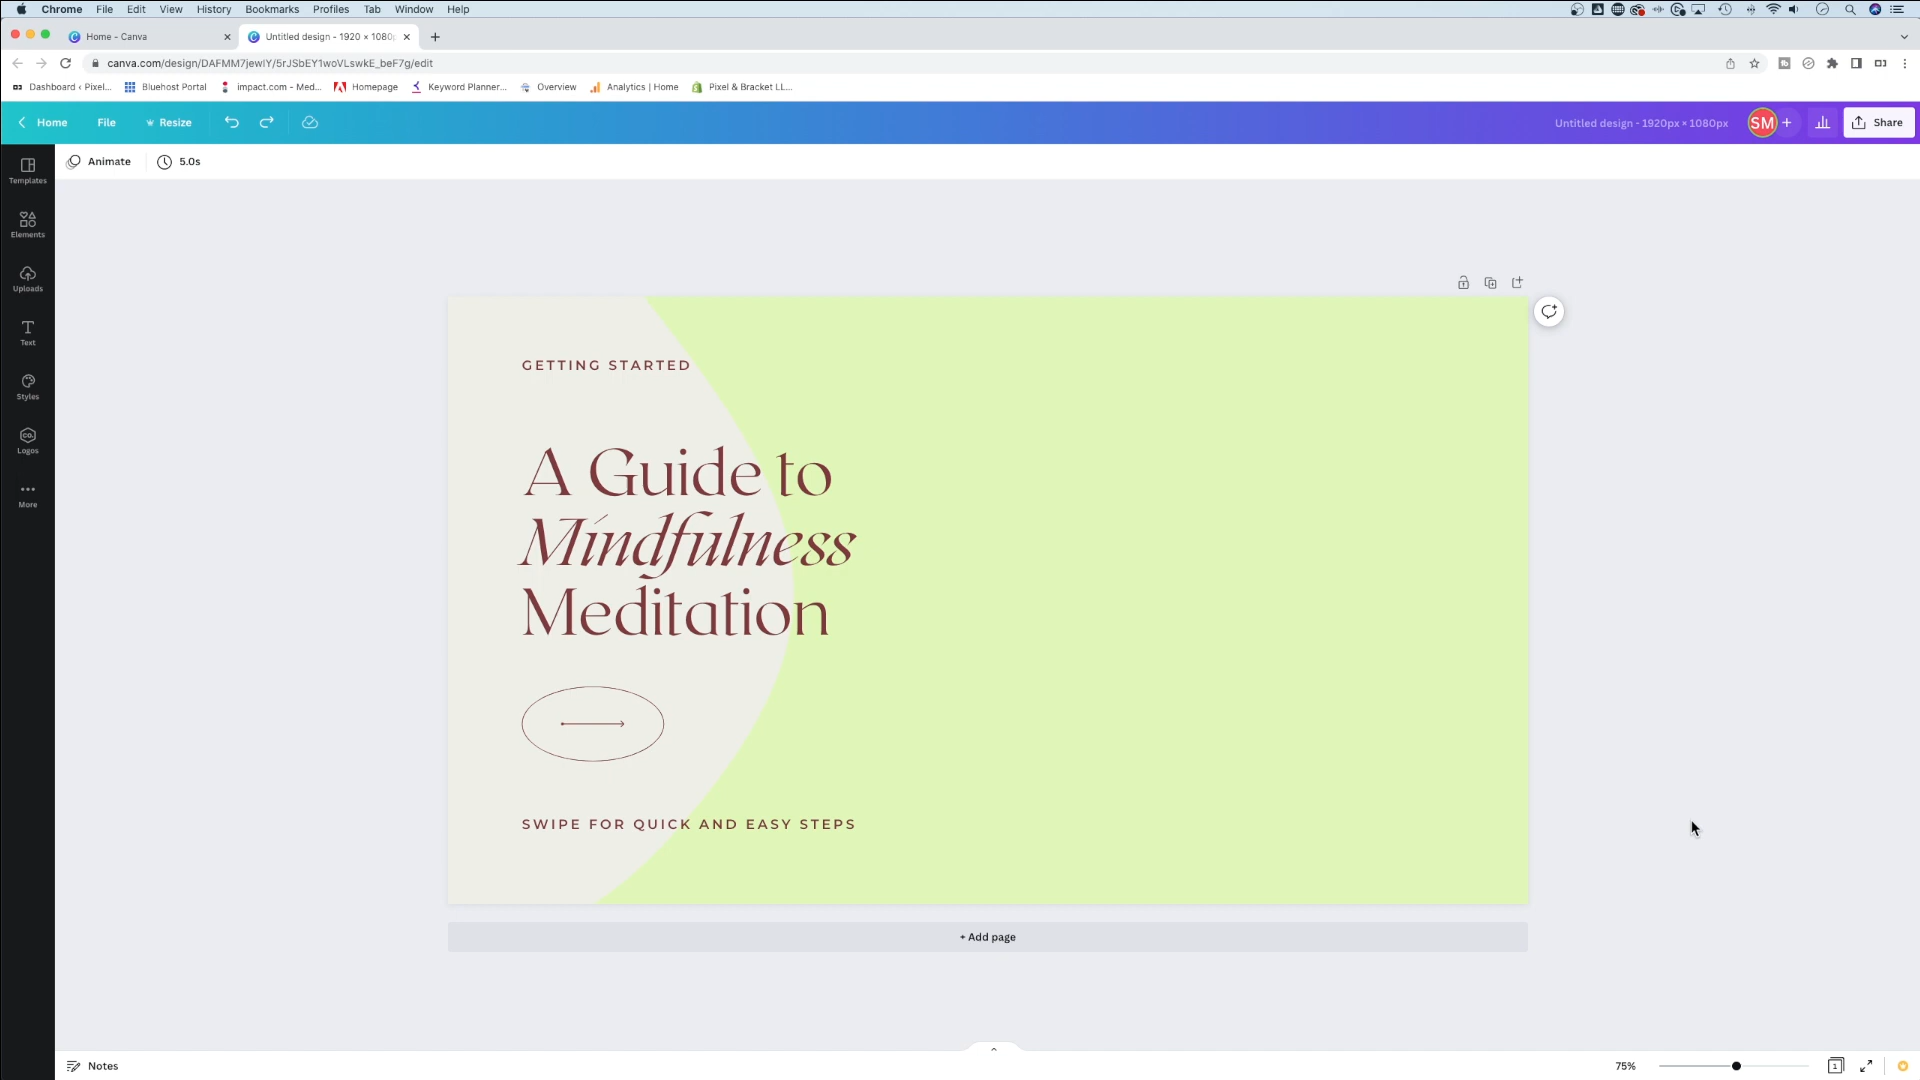 Chrome File Edit View History Bookmarks Profiles Tab Window Help
Home - Canva
Untitled design - 1920 × 1080p
canva.com/design/DAFMM7jewIY/5rJSbEY1woVLswkE_beF7g/edit
Dashboard ‹ Pixel... Bluehost Portal impact.com - Med... Homepage Keyword Planner... Overview Analytics | Home Pixel & Bracket LL...
Home File Resize Untitled design - 1920px × 1080px SM + Share
Animate 5.0s
Templates
Elements
Uploads
Text
Styles
CO.
Logos
More
GETTING STARTED
A Guide to
Mindfulness
Meditation
SWIPE FOR QUICK AND EASY STEPS
+ Add page
Notes 75% 1